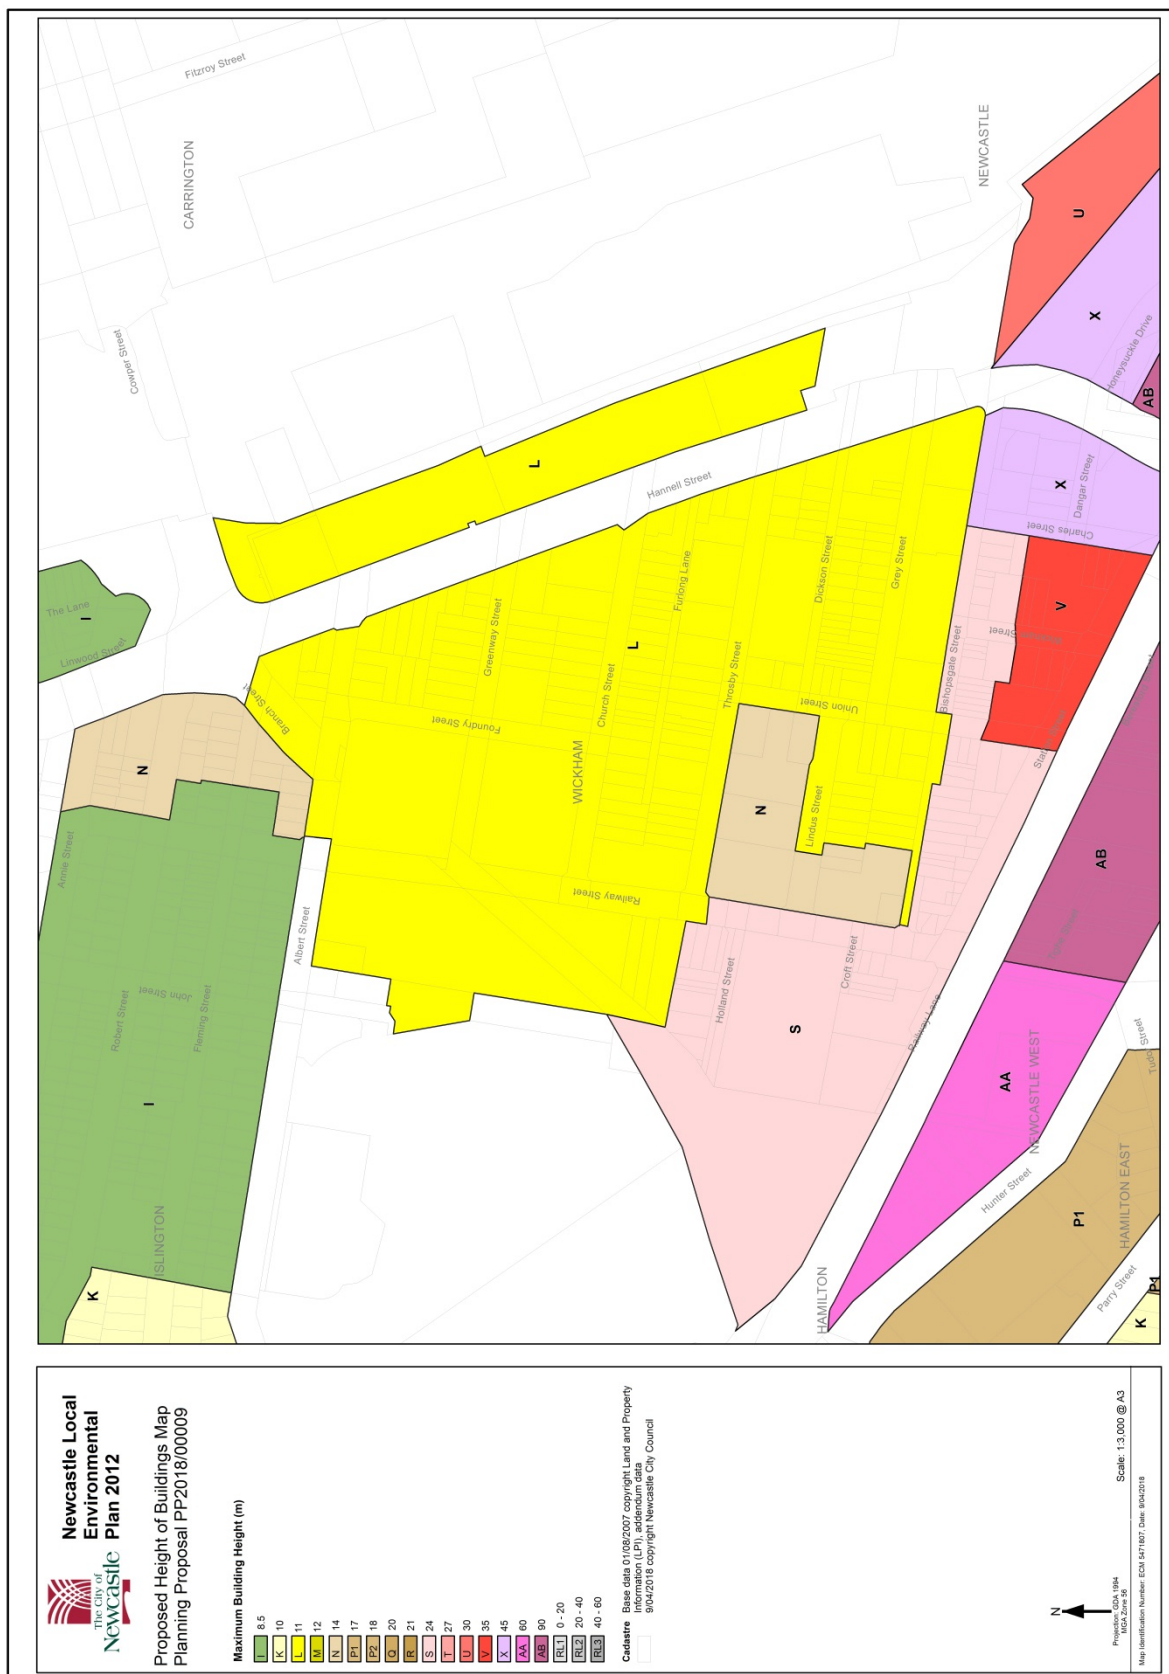 The City of
Newcastle
Newcastle Local
Environmental
Plan 2012
Proposed Height of Buildings Map
Planning Proposal PP2018/00009
Maximum Building Height (m)
I 8.5
K 10
L 11
M 12
N 14
P1 17
P2 18
Q 20
R 21
S 24
T 27
U 30
V 35
X 45
AA 60
AB 90
RL1 0 - 20
RL2 20 - 40
RL3 40 - 60
Cadastre
Base data 01/08/2007 copyright Land and Property
Information (LPI), addendum data
9/04/2018 copyright Newcastle City Council
N
Projection: GDA 1994
MGA Zone 56
Scale: 1:3,000 @ A3
Map Identification Number: ECM 5471807, Date: 9/04/2018
K
ISLINGTON
I
Robert Street
John Street
Fleming Street
Annie Street
N
Albert Street
Linwood Street
The Lane
I
Branch Street
Cowper Street
CARRINGTON
Fitzroy Street
L
Hannell Street
Greenway Street
Foundry Street
Church Street
WICKHAM
L
Furlong Lane
Throsby Street
Railway Street
N
Lindus Street
Union Street
Dickson Street
Grey Street
Holland Street
Croft Street
S
Railway Lane
Bishopsgate Street
V
Charles Street
X
Dangar Street
NEWCASTLE
U
X
Honeysuckle Drive
AB
AB
AA
NEWCASTLE WEST
HAMILTON
Hunter Street
P1
HAMILTON EAST
Tudor Street
Parry Street
K
P1